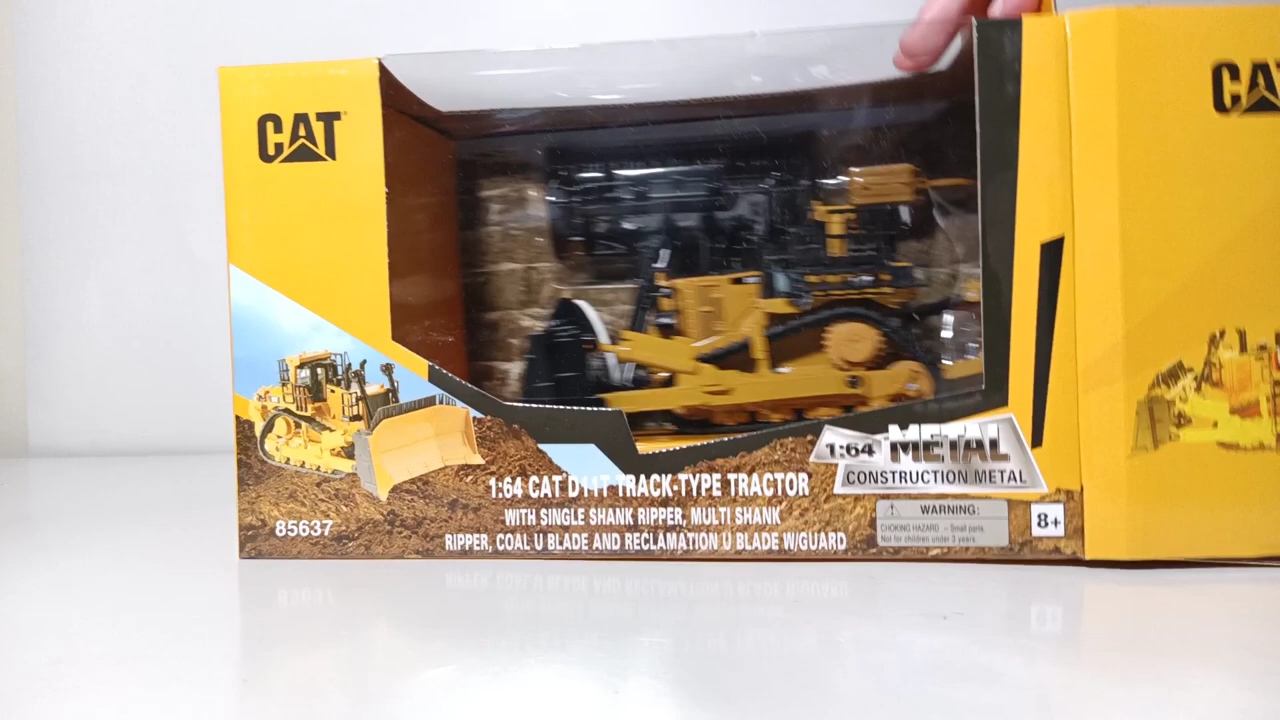 CAT
CAT
1:64 METAL
CONSTRUCTION METAL
1:64 CAT D11T TRACK-TYPE TRACTOR
WITH SINGLE SHANK RIPPER, MULTI SHANK
RIPPER, COAL U BLADE AND RECLAMATION U BLADE W/GUARD
85637
WARNING:
CHOKING HAZARD – Small parts.
Not for children under 3 years.
8+